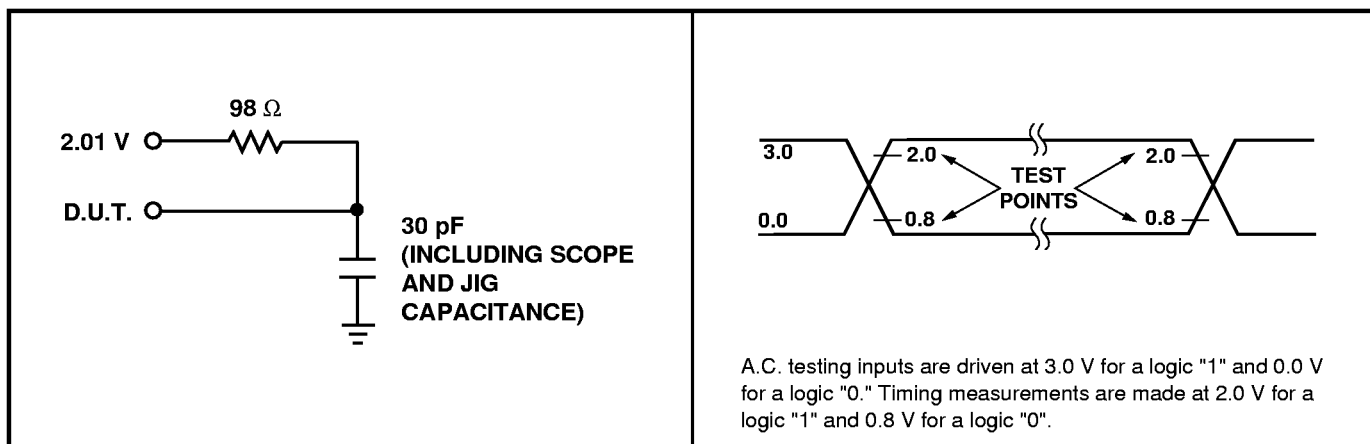 98 Ω
2.01 V
D.U.T.
30 pF
(INCLUDING SCOPE
AND JIG
CAPACITANCE)
3.0
0.0
2.0
0.8
TEST
POINTS
2.0
0.8
A.C. testing inputs are driven at 3.0 V for a logic "1" and 0.0 V
for a logic "0." Timing measurements are made at 2.0 V for a
logic "1" and 0.8 V for a logic "0".